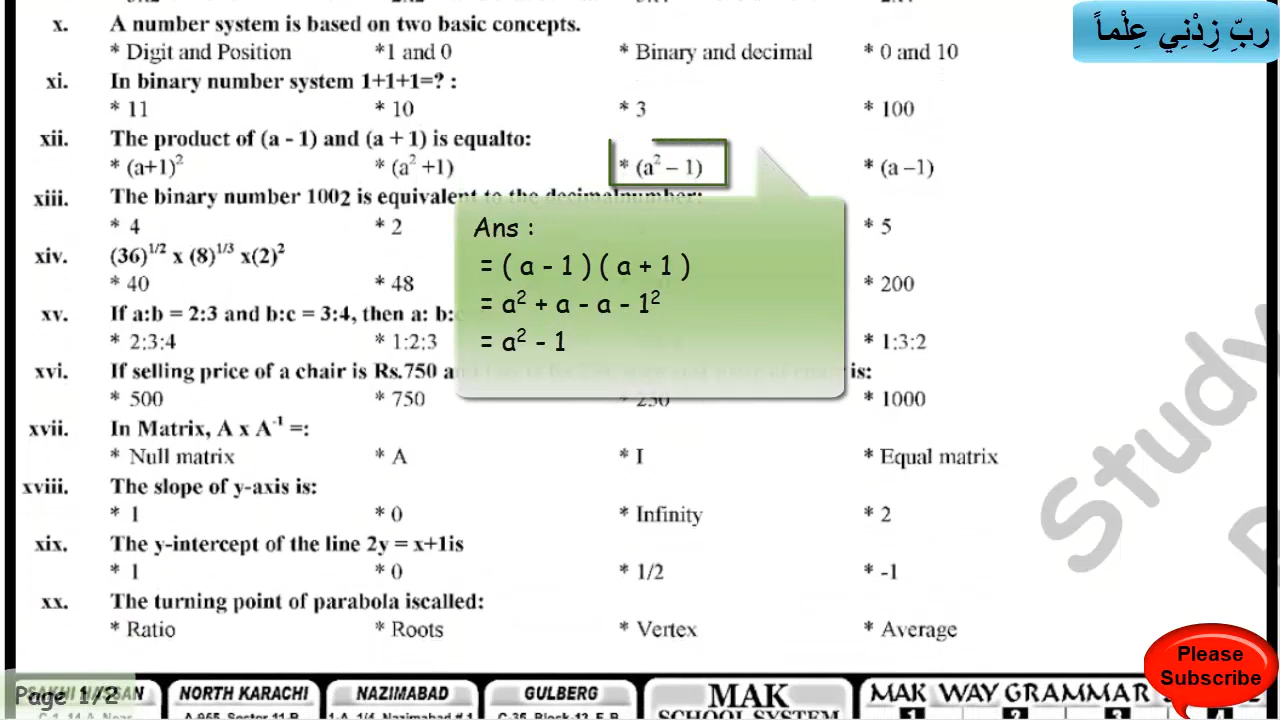 x. A number system is based on two basic concepts.
* Digit and Position *1 and 0 * Binary and decimal * 0 and 10
xi. In binary number system 1+1+1=? :
* 11 * 10 * 3 * 100
xii. The product of (a - 1) and (a + 1) is equalto:
* (a+1)² * (a² +1) * (a² – 1) * (a –1)
xiii. The binary number 100₂ is equivalent to the decimalnumber:
* 4 * 2 * 5
xiv. (36)^1/2 x (8)^1/3 x(2)²
* 40 * 48 * 200
xv. If a:b = 2:3 and b:c = 3:4, then a: b:c
* 2:3:4 * 1:2:3 * 1:3:2
xvi. If selling price of a chair is Rs.750 is:
* 500 * 750 * 250 * 1000
xvii. In Matrix, A x A⁻¹ =:
* Null matrix * A * I * Equal matrix
xviii. The slope of y-axis is:
* 1 * 0 * Infinity * 2
xix. The y-intercept of the line 2y = x+1is
* 1 * 0 * 1/2 * -1
xx. The turning point of parabola iscalled:
* Ratio * Roots * Vertex * Average
Ans :
= ( a - 1 ) ( a + 1 )
= a² + a - a - 1²
= a² - 1
رَبِّ زِدْنِي عِلْماً
Study
Please
Subscribe
Page 1/2
NORTH KARACHI NAZIMABAD GULBERG MAK MAK WAY GRAMMAR
SCHOOL SYSTEM